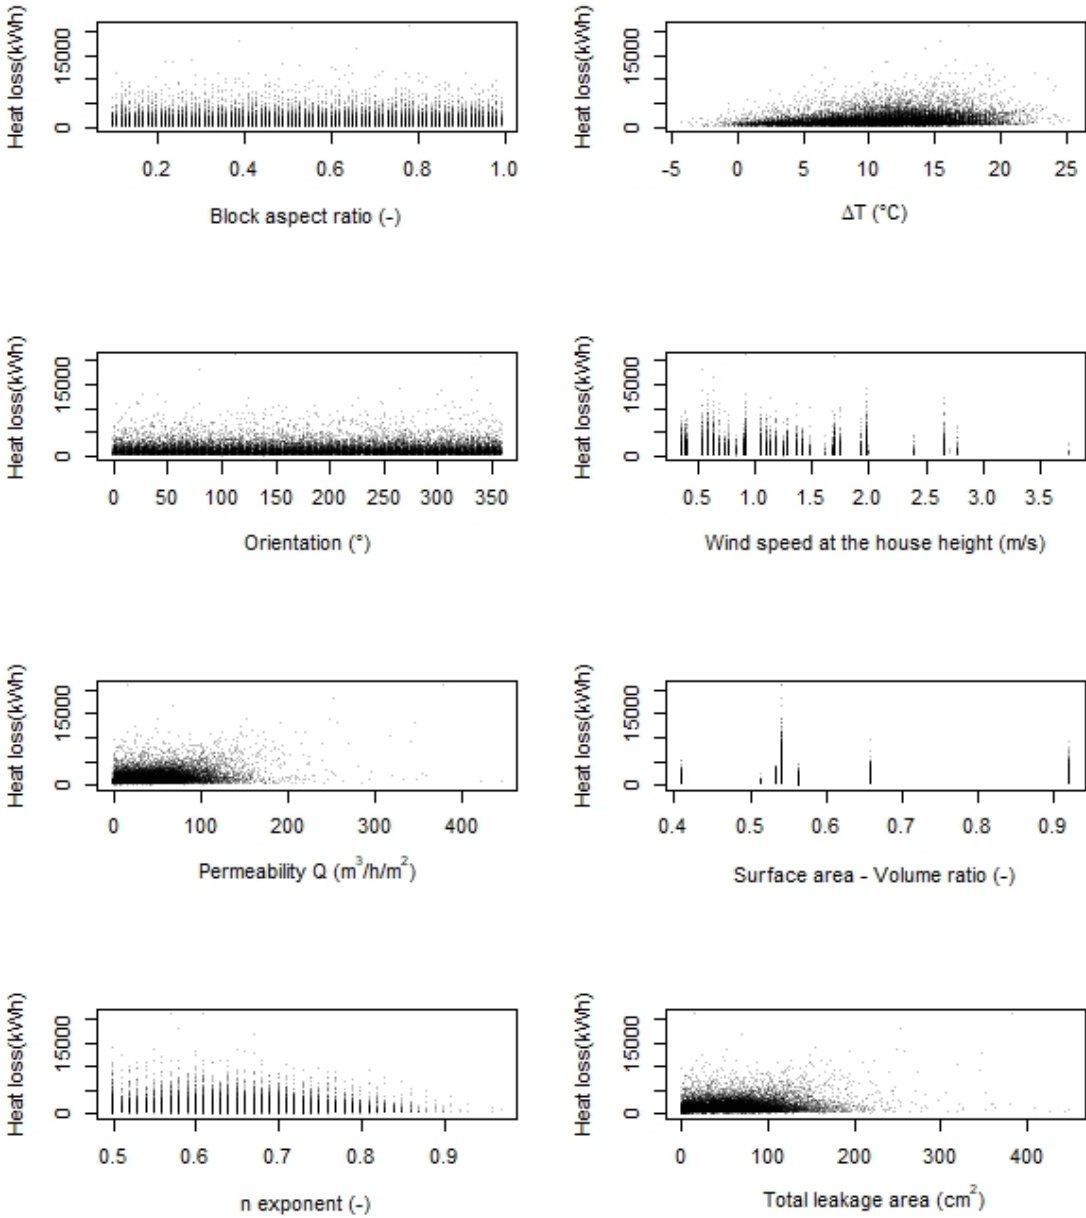 Heat loss(kWh)
15000
0
0.2 0.4 0.6 0.8 1.0
Block aspect ratio (-)
Heat loss(kWh)
15000
0
-5 0 5 10 15 20 25
ΔT (°C)
Heat loss(kWh)
15000
0
0 50 100 150 200 250 300 350
Orientation (°)
Heat loss(kWh)
15000
0
0.5 1.0 1.5 2.0 2.5 3.0 3.5
Wind speed at the house height (m/s)
Heat loss(kWh)
15000
0
0 100 200 300 400
Permeability Q (m³/h/m²)
Heat loss(kWh)
15000
0
0.4 0.5 0.6 0.7 0.8 0.9
Surface area - Volume ratio (-)
Heat loss(kWh)
15000
0
0.5 0.6 0.7 0.8 0.9
n exponent (-)
Heat loss(kWh)
15000
0
0 100 200 300 400
Total leakage area (cm²)